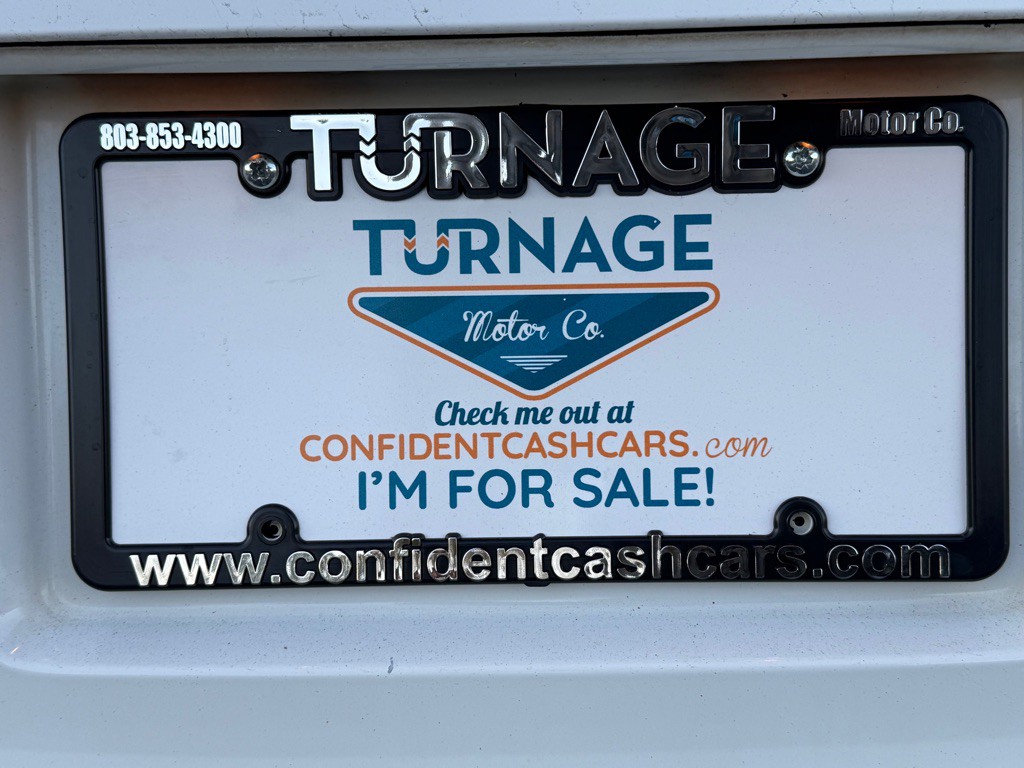 803-853-4300 TURNAGE Motor Co.
TURNAGE
Motor Co.
Check me out at
CONFIDENTCASHCARS.com
I'M FOR SALE!
www.confidentcashcars.com